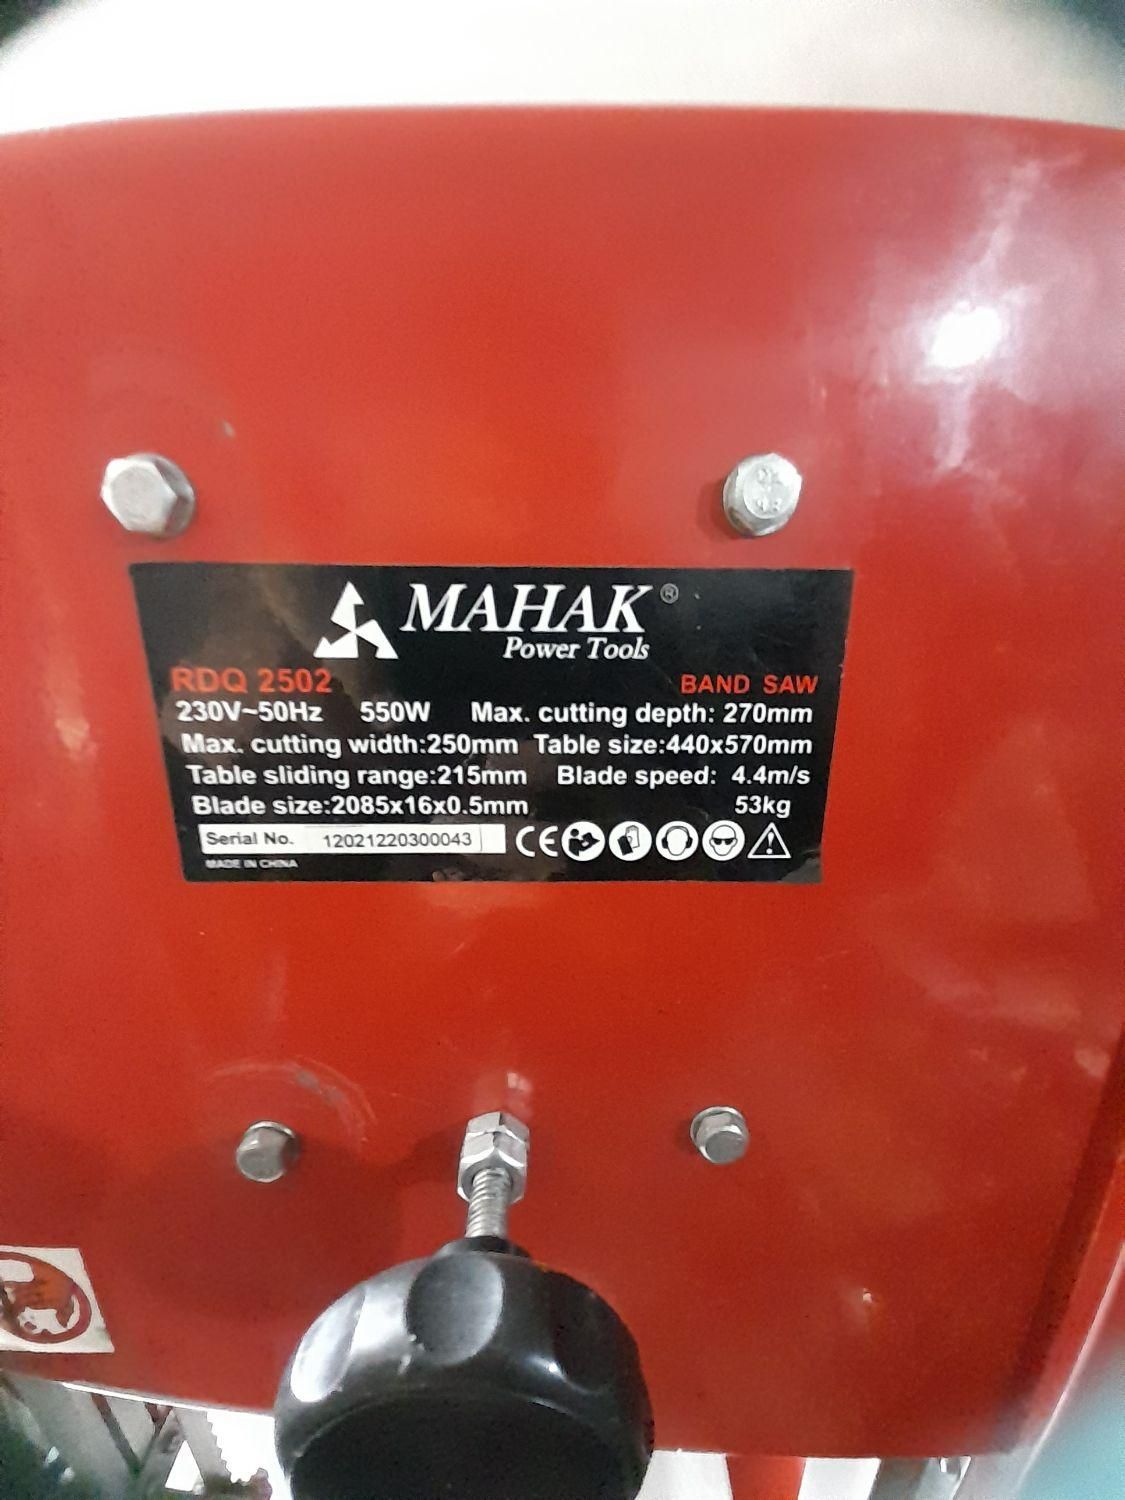 MAHAK ®
Power Tools
RDQ 2502 BAND SAW
230V~50Hz 550W Max. cutting depth: 270mm
Max. cutting width:250mm Table size:440x570mm
Table sliding range:215mm Blade speed: 4.4m/s
Blade size:2085x16x0.5mm 53kg
Serial No. 12021220300043 CE
MADE IN CHINA